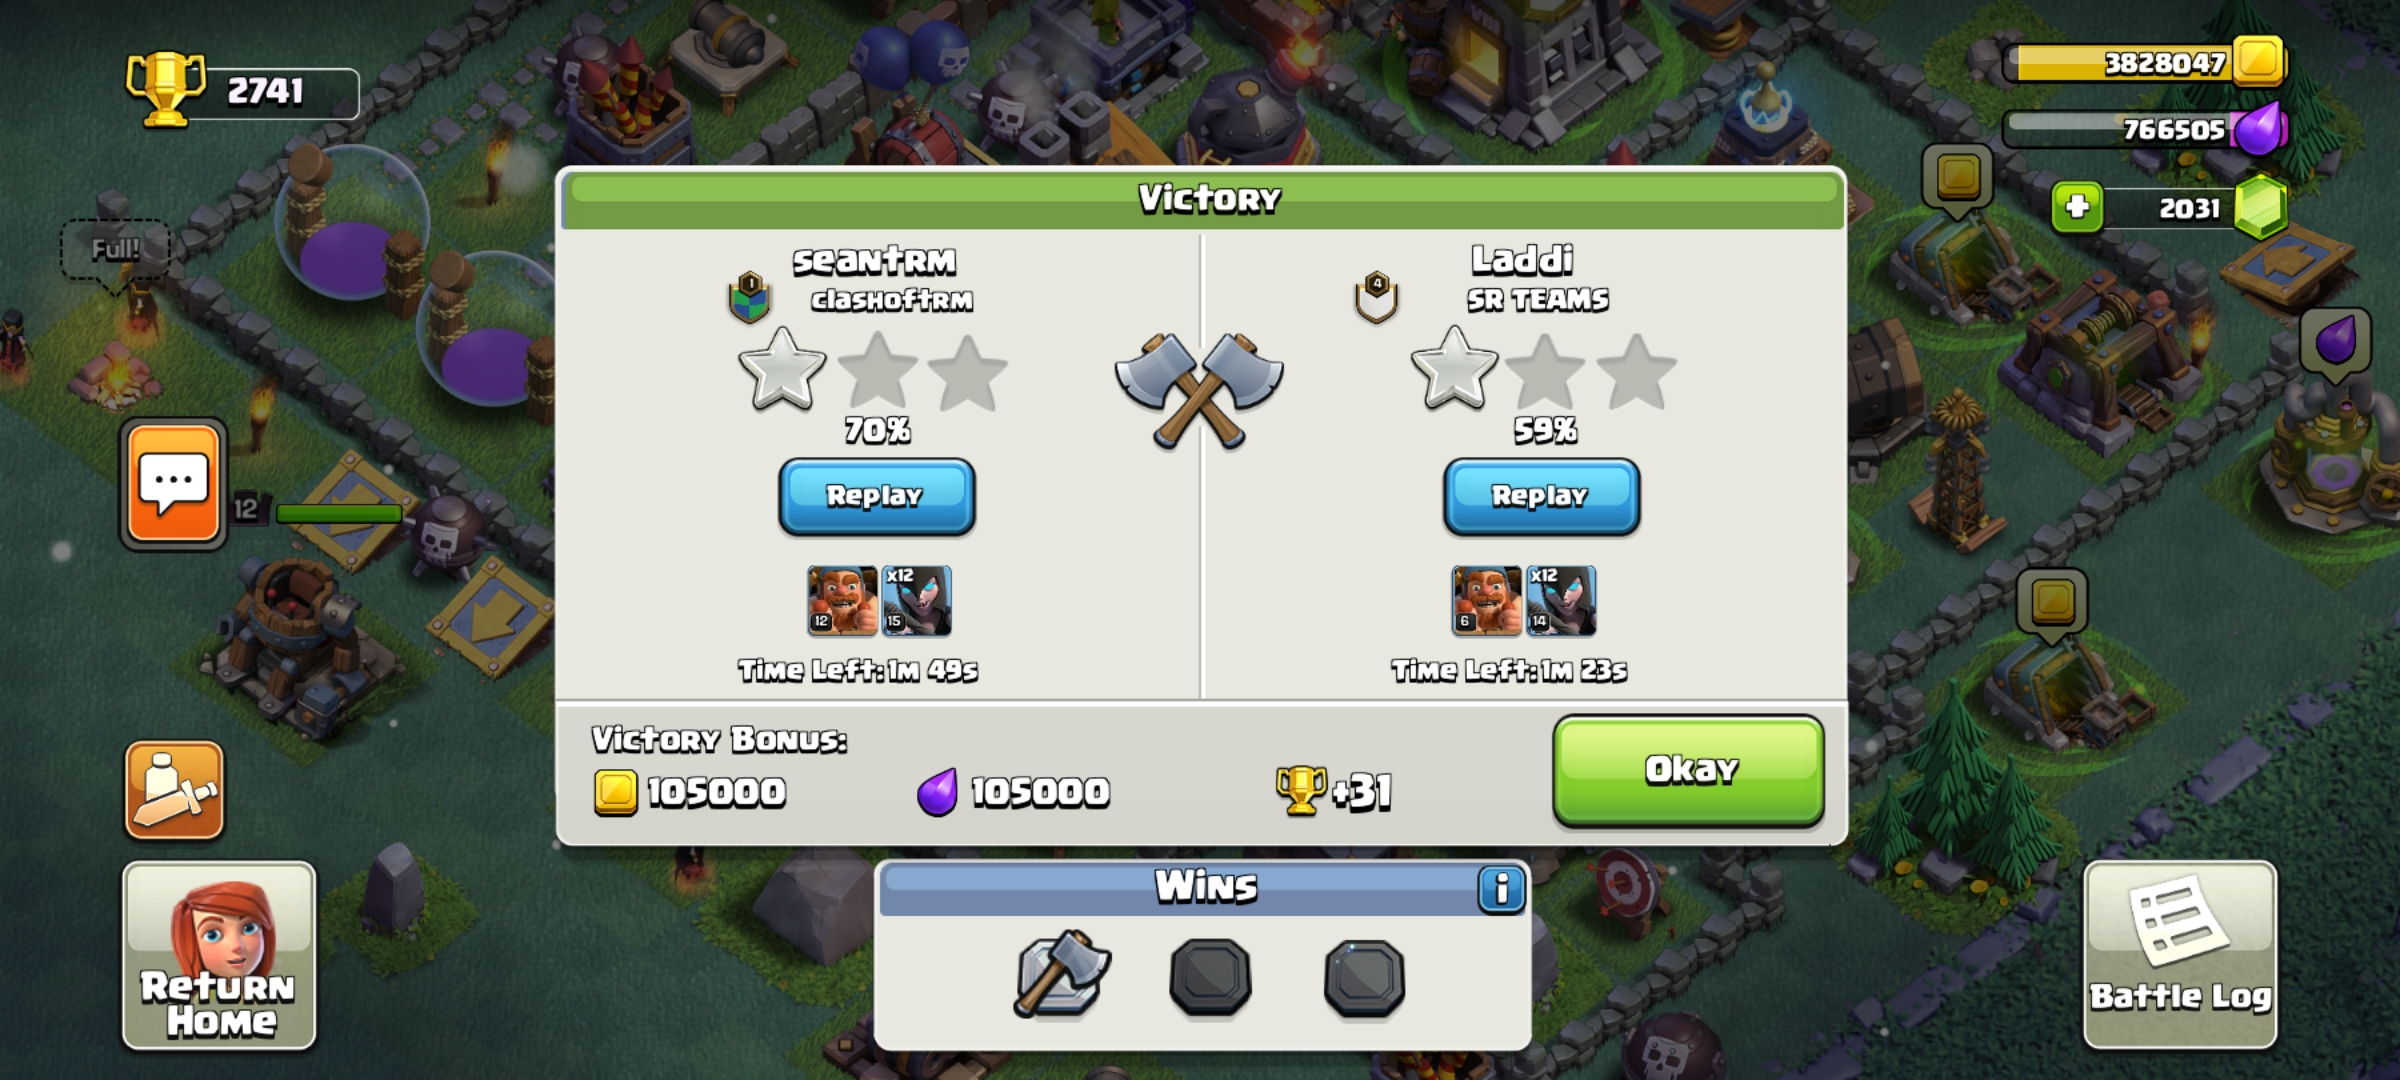 2741
3828047
766505
2031
Full!
12
Victory
seantrm
clashoftrm
1
70%
Replay
12
x12
15
Time Left:1m 49s
Laddi
SR TEAMS
4
59%
Replay
6
x12
14
Time Left:1m 23s
Victory Bonus:
105000
105000
+31
Okay
Wins
i
Return
Home
Battle Log